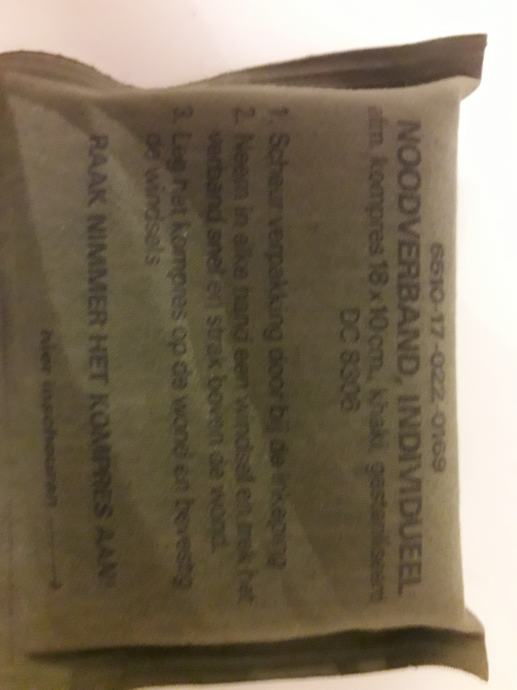 6510-17-022-0169
NOODVERBAND, INDIVIDUEEL
afm. kompres 18 x 10 cm., khaki, gesteriliseerd
DC 8306
1. Scheur verpakking door bij de inkeping
2. Neem in elke hand een windsel en trek het
verband snel en strak boven de wond.
3. Leg het kompres op de wond en bevestig
de windsels
RAAK NIMMER HET KOMPRES AAN!
hier inscheuren